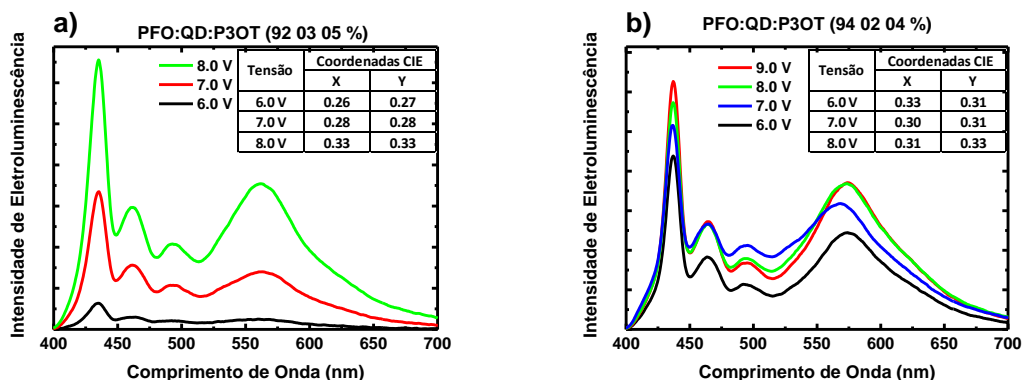 a)
PFO:QD:P3OT (92 03 05 %)
8.0 V
7.0 V
6.0 V
Tensão Coordenadas CIE
X Y
6.0 V 0.26 0.27
7.0 V 0.28 0.28
8.0 V 0.33 0.33
Intensidade de Eletroluminescência
400 450 500 550 600 650 700
Comprimento de Onda (nm)
b)
PFO:QD:P3OT (94 02 04 %)
9.0 V
8.0 V
7.0 V
6.0 V
Tensão Coordenadas CIE
X Y
6.0 V 0.33 0.31
7.0 V 0.30 0.31
8.0 V 0.31 0.33
Intensidade de Eletroluminescência
400 450 500 550 600 650 700
Comprimento de Onda (nm)